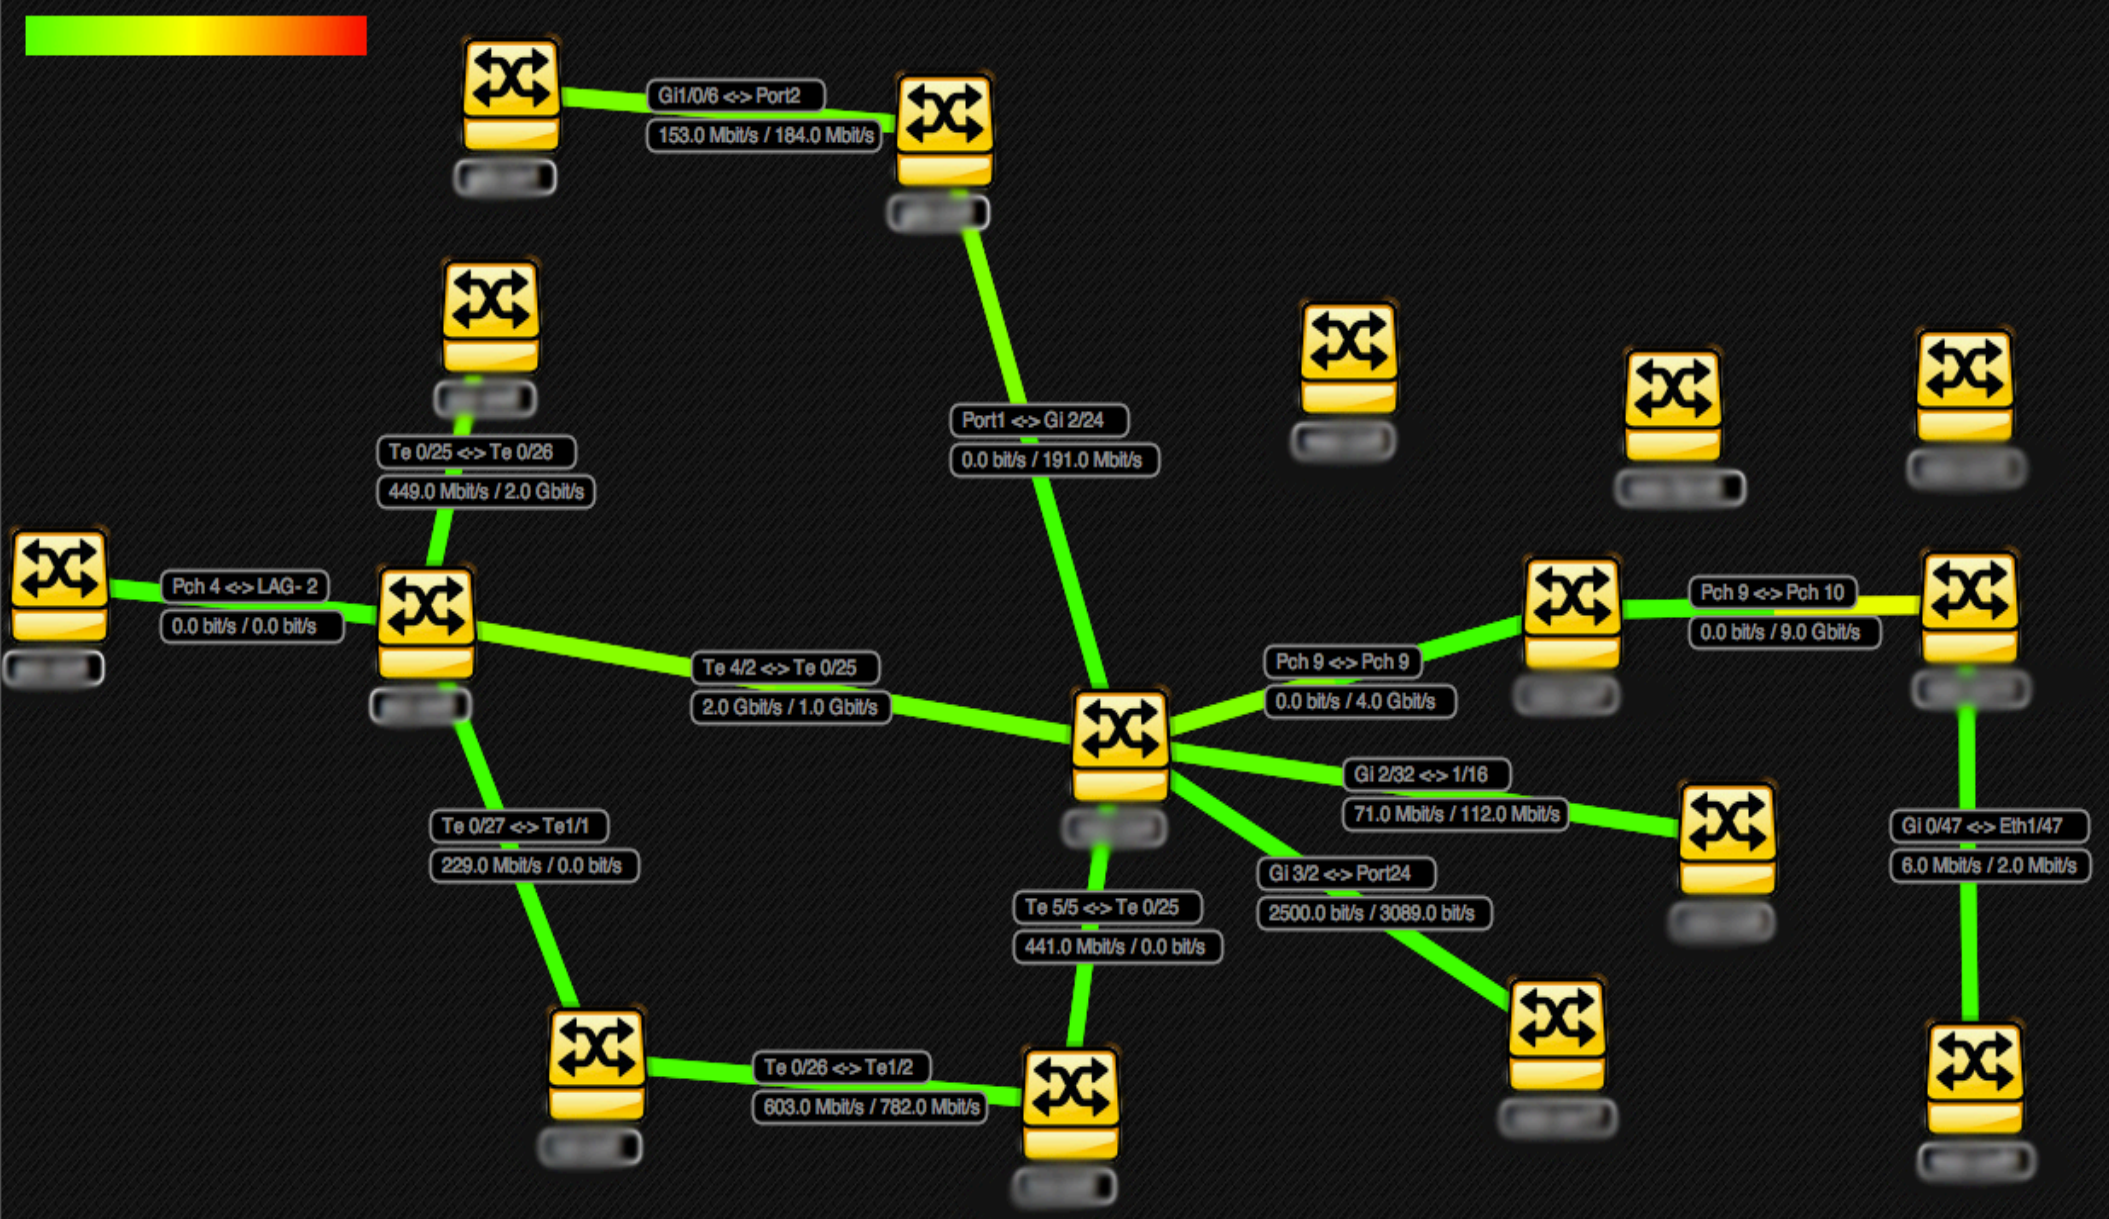 Gi1/0/6 <-> Port2
153.0 Mbit/s / 184.0 Mbit/s
Te 0/25 <-> Te 0/26
449.0 Mbit/s / 2.0 Gbit/s
Port1 <-> Gi 2/24
0.0 bit/s / 191.0 Mbit/s
Pch 4 <-> LAG- 2
0.0 bit/s / 0.0 bit/s
Te 4/2 <-> Te 0/25
2.0 Gbit/s / 1.0 Gbit/s
Pch 9 <-> Pch 9
0.0 bit/s / 4.0 Gbit/s
Pch 9 <-> Pch 10
0.0 bit/s / 9.0 Gbit/s
Gi 2/32 <-> 1/16
71.0 Mbit/s / 112.0 Mbit/s
Te 0/27 <-> Te1/1
229.0 Mbit/s / 0.0 bit/s
Gi 3/2 <-> Port24
2500.0 bit/s / 3089.0 bit/s
Gi 0/47 <-> Eth1/47
6.0 Mbit/s / 2.0 Mbit/s
Te 5/5 <-> Te 0/25
441.0 Mbit/s / 0.0 bit/s
Te 0/26 <-> Te1/2
603.0 Mbit/s / 782.0 Mbit/s